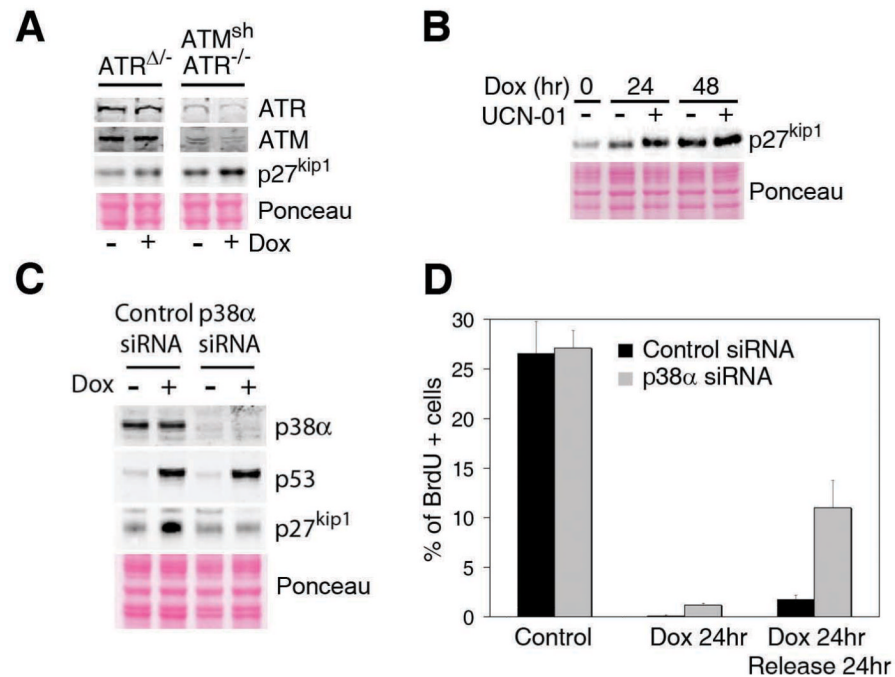 A
ATR^Δ/-
ATM^sh
ATR^-/-
ATR
ATM
p27^kip1
Ponceau
- + - + Dox
B
Dox (hr) 0 24 48
UCN-01 - - + - +
p27^kip1
Ponceau
C
Control p38α
siRNA siRNA
Dox - + - +
p38α
p53
p27^kip1
Ponceau
D
% of BrdU + cells
30
25
20
15
10
5
0
Control siRNA
p38α siRNA
Control
Dox 24hr
Dox 24hr
Release 24hr